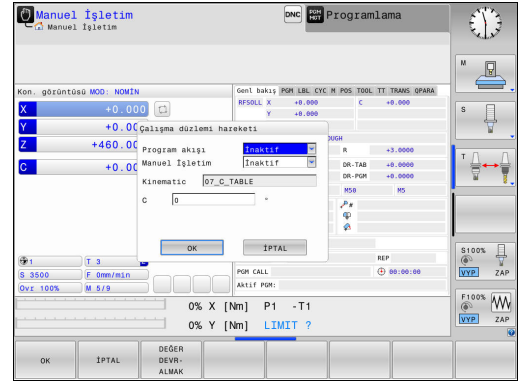 Manuel İşletim
Manuel İşletim
DNC
PGM MGT
Programlama
Kon. görüntüsü MOD: NOMİN
X +0.000
Y +0.00
Z +460.00
C +0.00
Genl bakış PGM LBL CYC M POS TOOL TT TRANS QPARA
RFSOLL X +0.000 C +0.000
Y +0.000
Çalışma düzlemi hareketi
Program akışı İnaktif
Manuel İşletim İnaktif
Kinematic 07_C_TABLE
C 0 °
OK İPTAL
R +3.0000
DR-TAB +0.0000
DR-PGM +0.0000
M50 M5
REP
PGM CALL 00:00:00
Aktif PGM:
1 T 3
S 3500 F 0mm/min
Ovr 100% M 5/9
0% X [Nm] P1 -T1
0% Y [Nm] LIMIT ?
M
S
T
S100%
VYP ZAP
F100%
VYP ZAP
OK
İPTAL
DEĞER
DEVR-
ALMAK